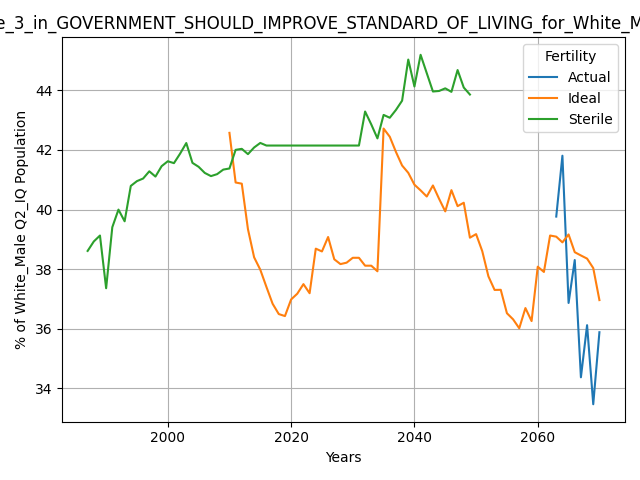 e_3_in_GOVERNMENT_SHOULD_IMPROVE_STANDARD_OF_LIVING_for_White_M
Fertility
Actual
Ideal
Sterile
% of White_Male Q2_IQ Population
44
42
40
38
36
34
2000
2020
2040
2060
Years